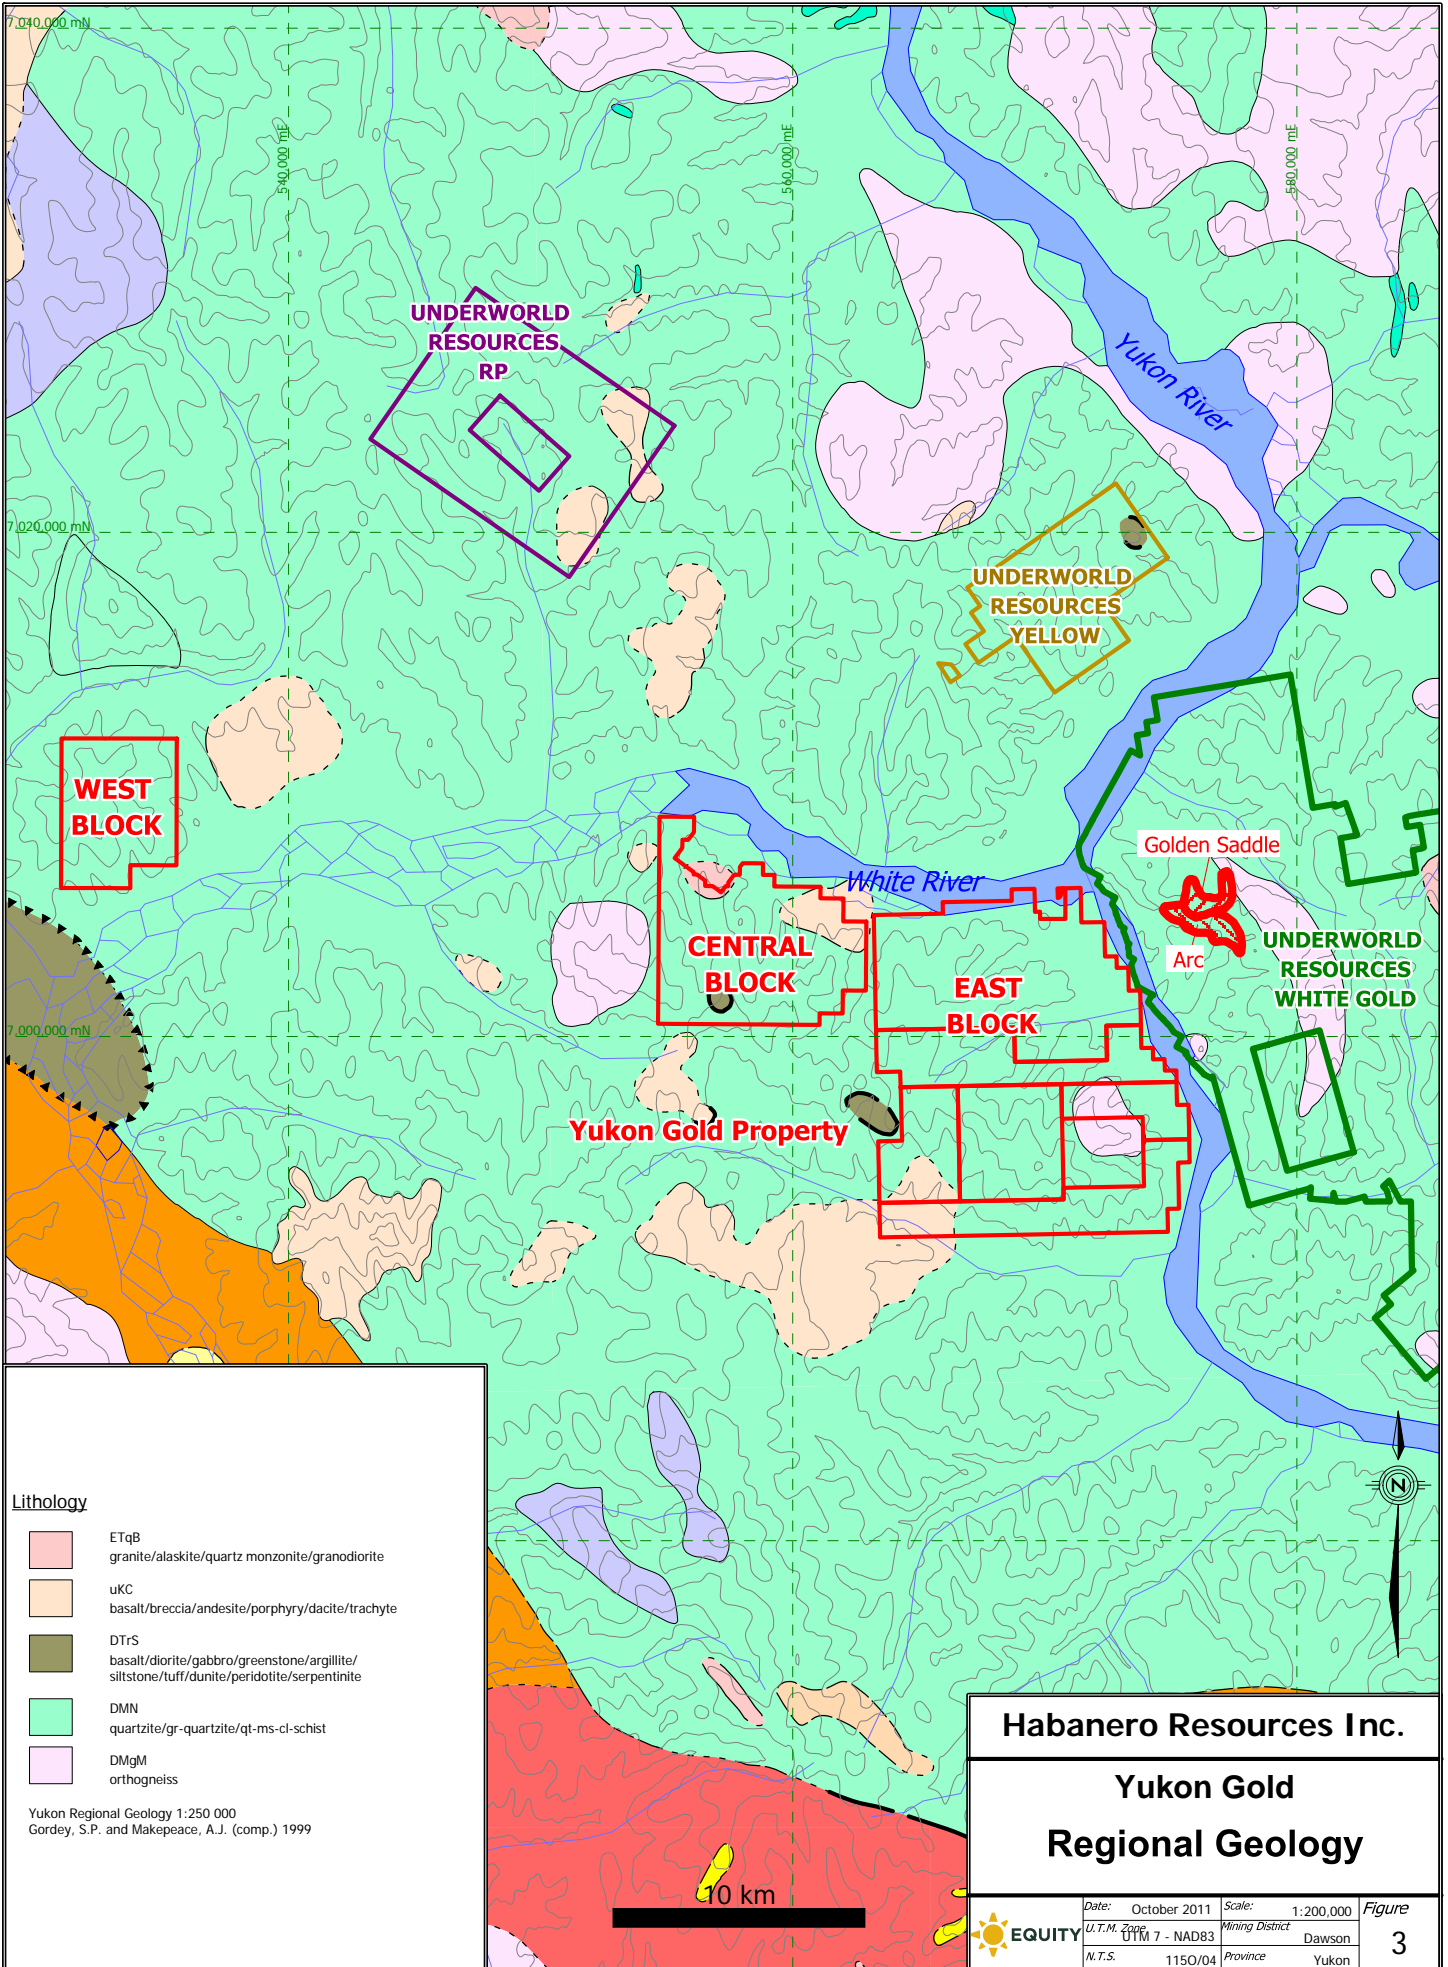 7,040,000 mN
540,000 mE
560,000 mE
580,000 mE
UNDERWORLD
RESOURCES
RP
Yukon River
7,020,000 mN
UNDERWORLD
RESOURCES
YELLOW
WEST
BLOCK
Golden Saddle
White River
Arc
CENTRAL
BLOCK
EAST
BLOCK
UNDERWORLD
RESOURCES
WHITE GOLD
7,000,000 mN
Yukon Gold Property
N
Lithology
ETqB
granite/alaskite/quartz monzonite/granodiorite
uKC
basalt/breccia/andesite/porphyry/dacite/trachyte
DTrS
basalt/diorite/gabbro/greenstone/argillite/
siltstone/tuff/dunite/peridotite/serpentinite
DMN
quartzite/gr-quartzite/qt-ms-cl-schist
DMgM
orthogneiss
Yukon Regional Geology 1:250 000
Gordey, S.P. and Makepeace, A.J. (comp.) 1999
10 km
Habanero Resources Inc.
Yukon Gold
Regional Geology
EQUITY
Date: October 2011
Scale: 1:200,000
U.T.M. Zone UTM 7 - NAD83
Mining District Dawson
N.T.S. 115O/04
Province Yukon
Figure
3